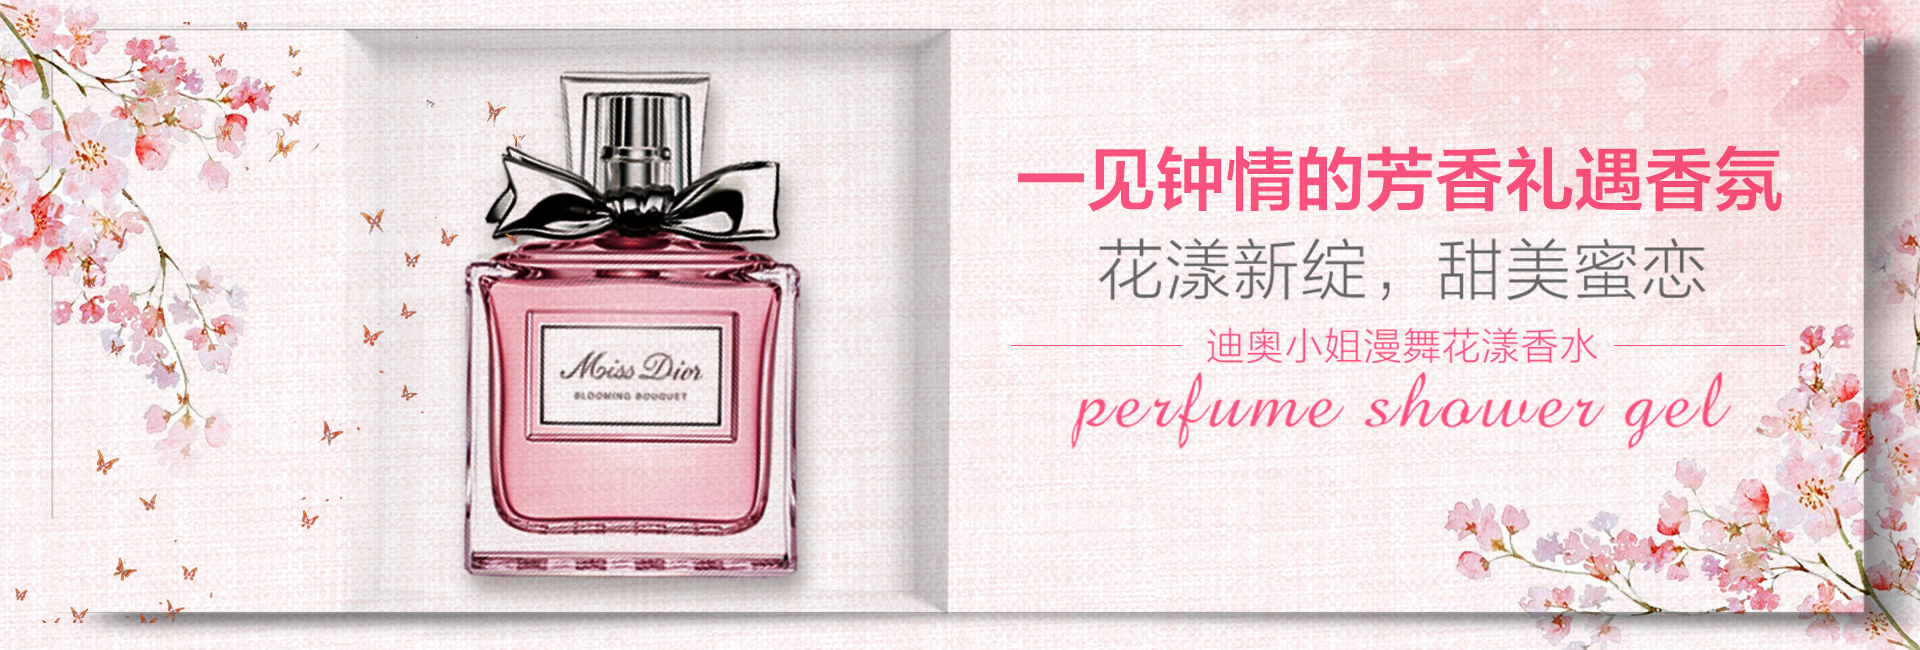 Miss Dior
BLOOMING BOUQUET
一见钟情的芳香礼遇香氛
花漾新绽，甜美蜜恋
迪奥小姐漫舞花漾香水
perfume shower gel